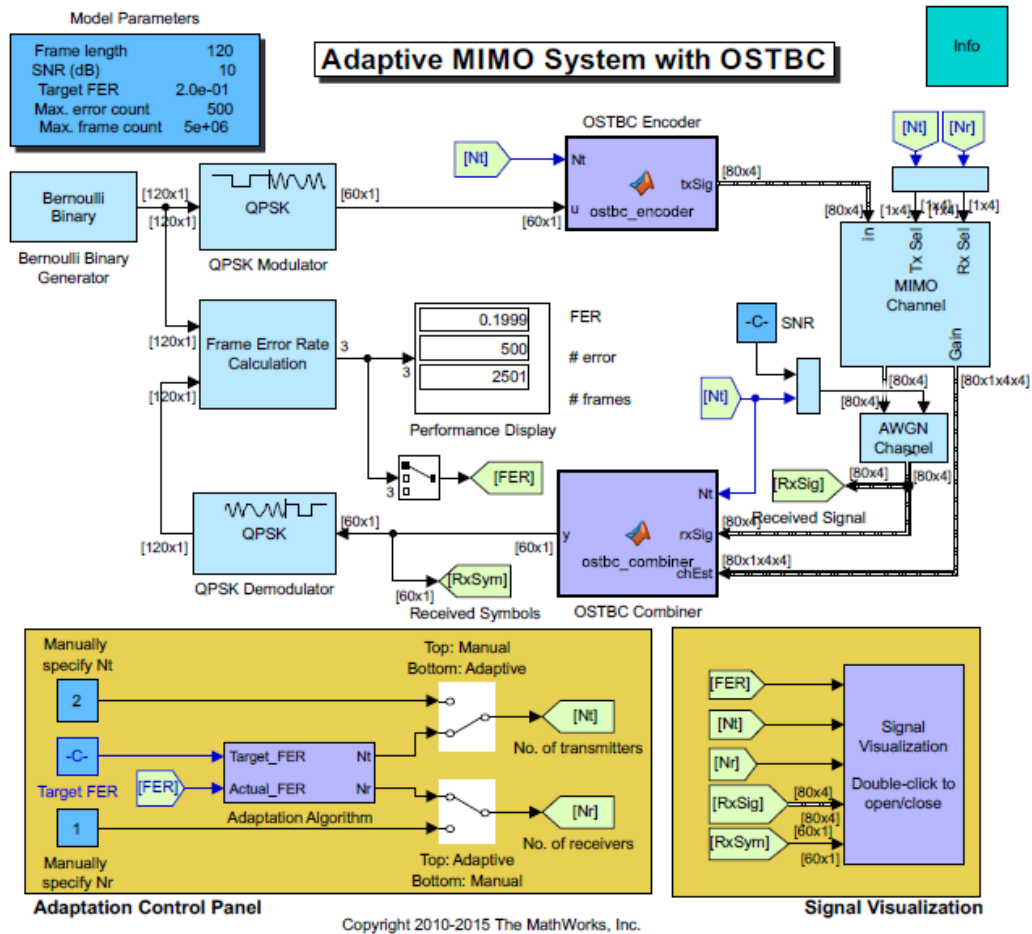 Model Parameters
Frame length 120
SNR (dB) 10
Target FER 2.0e-01
Max. error count 500
Max. frame count 5e+06
Adaptive MIMO System with OSTBC
Info
OSTBC Encoder
[Nt]
Nt
u
txSig
ostbc_encoder
[80x4]
[60x1]
[Nt]
[Nr]
[80x4]
[1x4]
[1x4]
[1x4]
[1x4]
In
Tx Sel
Rx Sel
MIMO
Channel
Gain
[80x4]
[80x1x4x4]
Bernoulli
Binary
Bernoulli Binary
Generator
[120x1]
[120x1]
QPSK
QPSK Modulator
[60x1]
[120x1]
[120x1]
Frame Error Rate
Calculation
3
3
0.1999
500
2501
FER
# error
# frames
Performance Display
-C-
SNR
[Nt]
[80x4]
AWGN
Channel
[80x4]
[80x4]
[RxSig]
Received Signal
3
[FER]
QPSK
QPSK Demodulator
[120x1]
[60x1]
[60x1]
[RxSym]
Received Symbols
[60x1]
y
Nt
rxSig
chEst
ostbc_combiner
OSTBC Combiner
[80x4]
[80x1x4x4]
Manually
specify Nt
2
-C-
Target FER
[FER]
1
Manually
specify Nr
Target_FER
Actual_FER
Nt
Nr
Adaptation Algorithm
Top: Manual
Bottom: Adaptive
[Nt]
No. of transmitters
[Nr]
No. of receivers
Top: Adaptive
Bottom: Manual
Adaptation Control Panel
[FER]
[Nt]
[Nr]
[RxSig]
[80x4]
[80x4]
[RxSym]
[60x1]
[60x1]
Signal
Visualization
Double-click to
open/close
Signal Visualization
Copyright 2010-2015 The MathWorks, Inc.